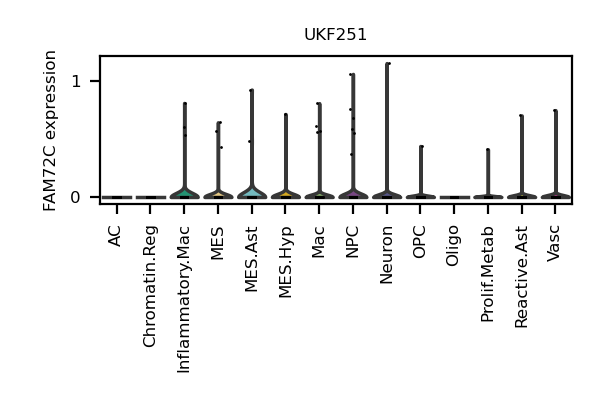 UKF251
FAM72C expression
1
0
AC
Chromatin.Reg
Inflammatory.Mac
MES
MES.Ast
MES.Hyp
Mac
NPC
Neuron
OPC
Oligo
Prolif.Metab
Reactive.Ast
Vasc